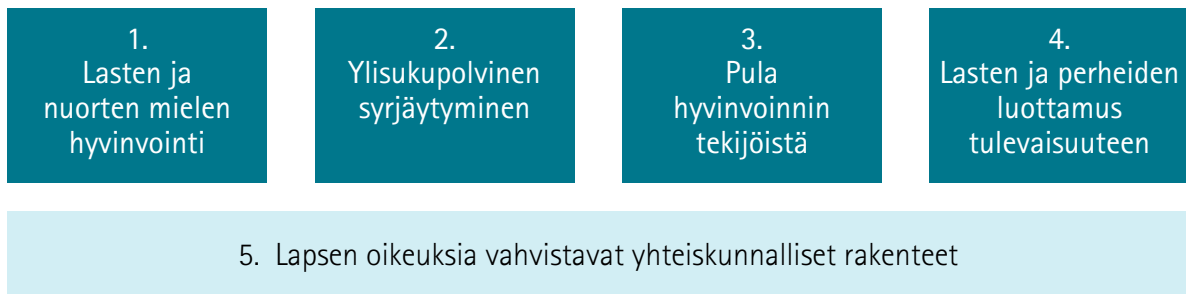 1.
Lasten ja
nuorten mielen
hyvinvointi
2.
Ylisukupolvinen
syrjäytyminen
3.
Pula
hyvinvoinnin
tekijöistä
4.
Lasten ja perheiden
luottamus
tulevaisuuteen
5. Lapsen oikeuksia vahvistavat yhteiskunnalliset rakenteet